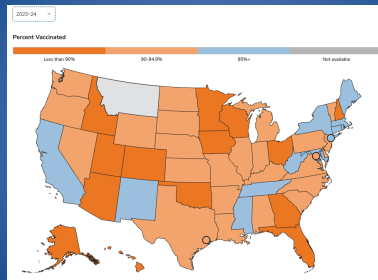 2023-24
Percent Vaccinated
Less than 90%
90-94.9%
95%+
Not available